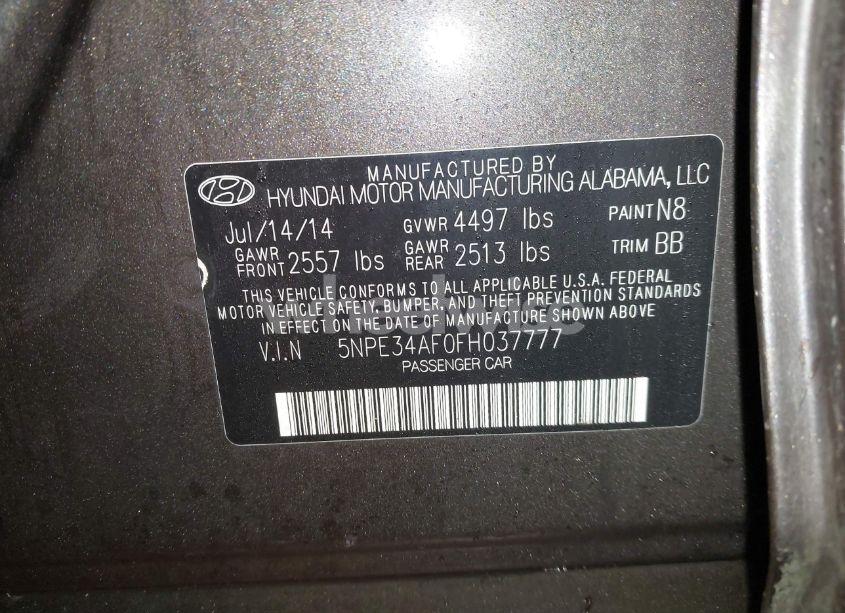 MANUFACTURED BY
HYUNDAI MOTOR MANUFACTURING ALABAMA, LLC
Jul/14/14 GVWR 4497 lbs PAINT N8
GAWR FRONT 2557 lbs GAWR REAR 2513 lbs TRIM BB
THIS VEHICLE CONFORMS TO ALL APPLICABLE U.S.A. FEDERAL
MOTOR VEHICLE SAFETY, BUMPER, AND THEFT PREVENTION STANDARDS
IN EFFECT ON THE DATE OF MANUFACTURE SHOWN ABOVE
V.I.N 5NPE34AF0FH037777
PASSENGER CAR